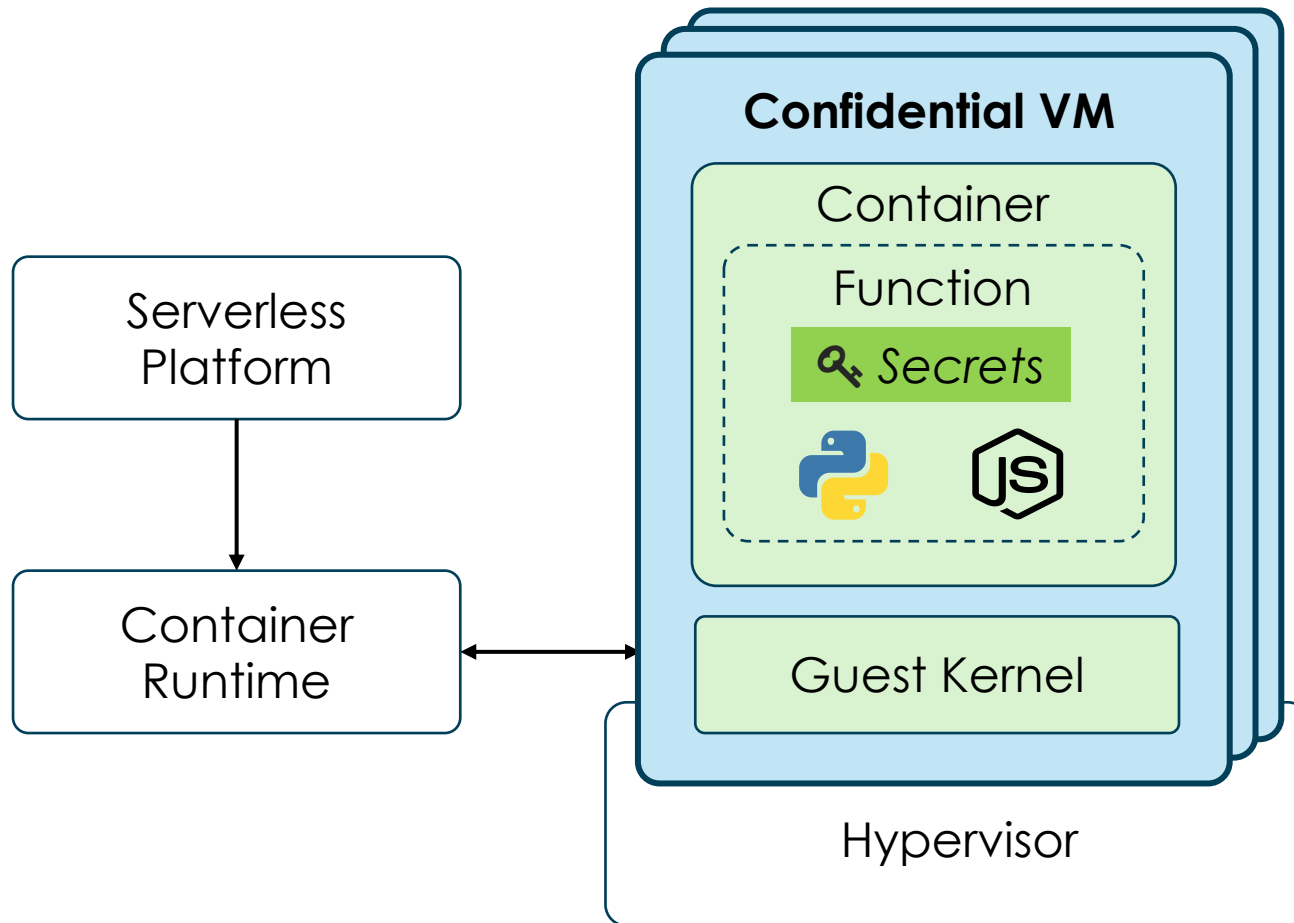 Confidential VM
Container
Function
Secrets
JS
Serverless
Platform
Container
Runtime
Guest Kernel
Hypervisor